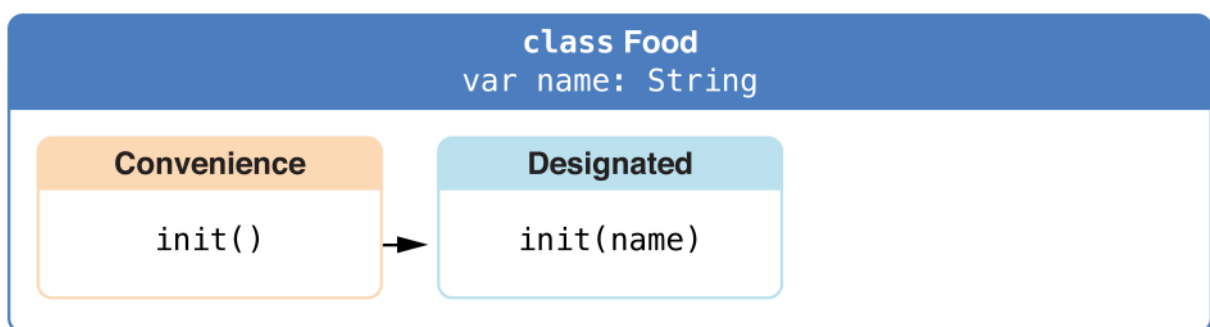 class Food
var name: String
Convenience
Designated
init()
init(name)